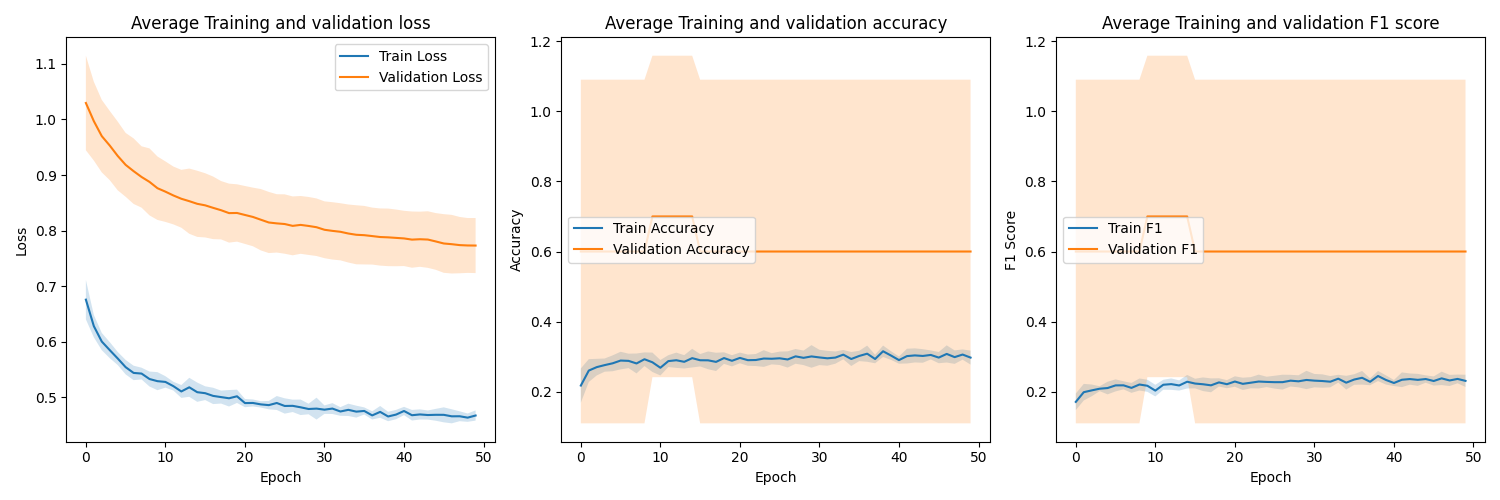 Average Training and validation loss
Train Loss
Validation Loss
Loss
1.1
1.0
0.9
0.8
0.7
0.6
0.5
0 10 20 30 40 50
Epoch
Average Training and validation accuracy
Train Accuracy
Validation Accuracy
Accuracy
1.2
1.0
0.8
0.6
0.4
0.2
0 10 20 30 40 50
Epoch
Average Training and validation F1 score
Train F1
Validation F1
F1 Score
1.2
1.0
0.8
0.6
0.4
0.2
0 10 20 30 40 50
Epoch